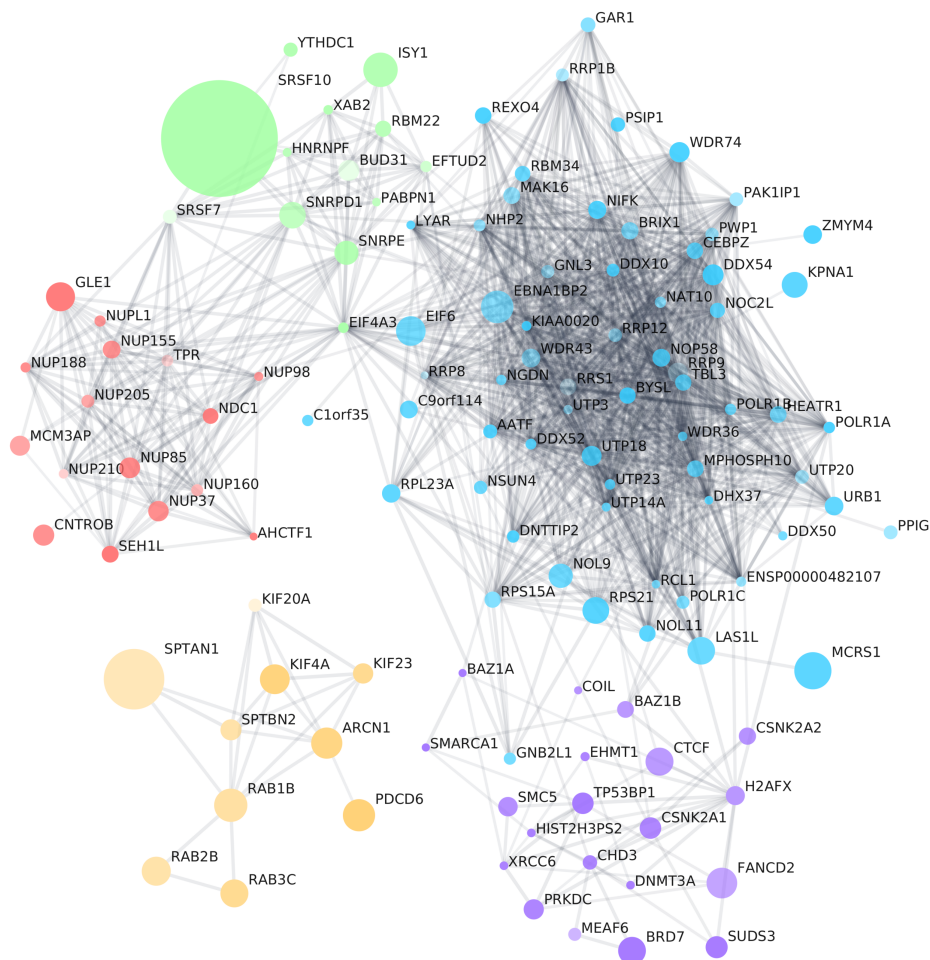 GAR1
YTHDC1
ISY1
RRP1B
SRSF10
XAB2
REXO4
PSIP1
RBM22
HNRNPF
WDR74
BUD31
EFTUD2
RBM34
MAK16
PABPN1
NIFK
PAK1IP1
SRSF7
SNRPD1
LYAR
NHP2
BRIX1
PWP1
ZMYM4
SNRPE
CEBPZ
GNL3
DDX10
DDX54
KPNA1
GLE1
EBNA1BP2
NAT10
NOC2L
NUPL1
EIF4A3
EIF6
KIAA0020
RRP12
NUP155
TPR
WDR43
NOP58
NUP188
NUP98
RRP8
NGDN
RRS1
RRP9
TBL3
NUP205
BYSL
NDC1
C1orf35
C9orf114
UTP3
POLR1B
HEATR1
MCM3AP
AATF
DDX52
WDR36
POLR1A
NUP210
NUP85
UTP18
MPHOSPH10
UTP20
NUP160
NUP37
RPL23A
NSUN4
UTP23
UTP14A
DHX37
URB1
CNTROB
SEH1L
AHCTF1
DNTTIP2
DDX50
PPIG
NOL9
RCL1
ENSP00000482107
KIF20A
RPS15A
RPS21
POLR1C
NOL11
SPTAN1
KIF4A
KIF23
LAS1L
MCRS1
BAZ1A
COIL
BAZ1B
SPTBN2
ARCN1
SMARCA1
GNB2L1
EHMT1
CTCF
CSNK2A2
RAB1B
PDCD6
SMC5
TP53BP1
H2AFX
HIST2H3PS2
CSNK2A1
RAB2B
RAB3C
XRCC6
CHD3
DNMT3A
FANCD2
PRKDC
MEAF6
BRD7
SUDS3